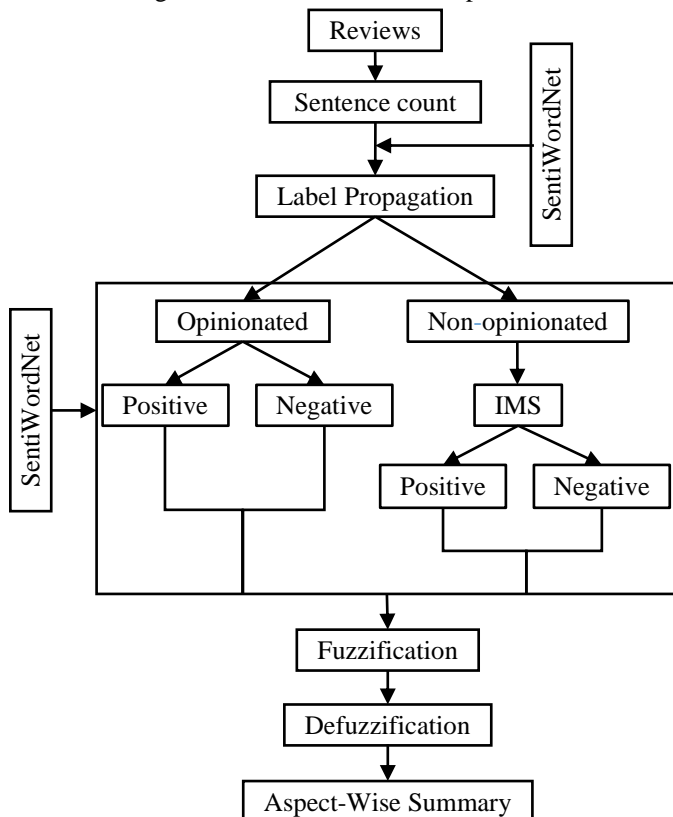 Reviews
Sentence count
SentiWordNet
Label Propagation
Opinionated
Non-opinionated
SentiWordNet
Positive
Negative
IMS
Positive
Negative
Fuzzification
Defuzzification
Aspect-Wise Summary